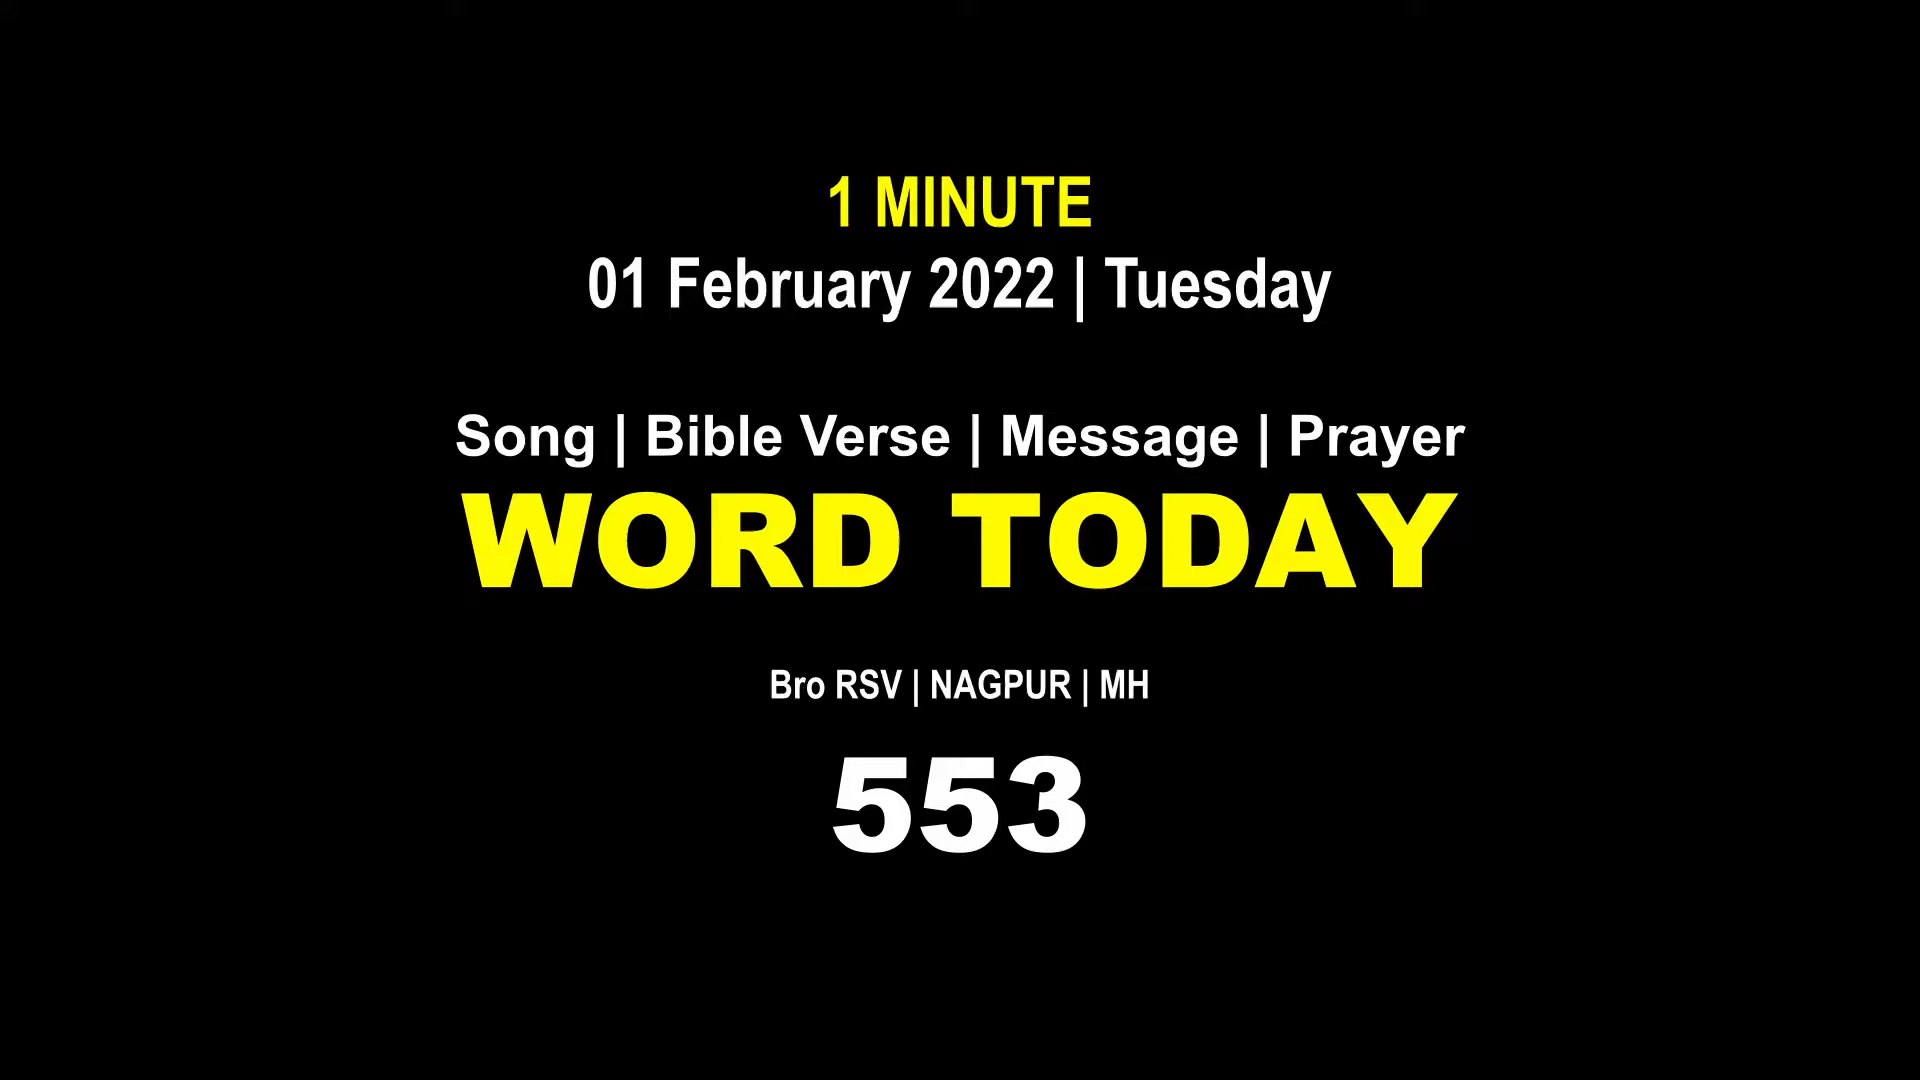 1 MINUTE
01 February 2022 | Tuesday
Song | Bible Verse | Message | Prayer
WORD TODAY
Bro RSV | NAGPUR | MH
553